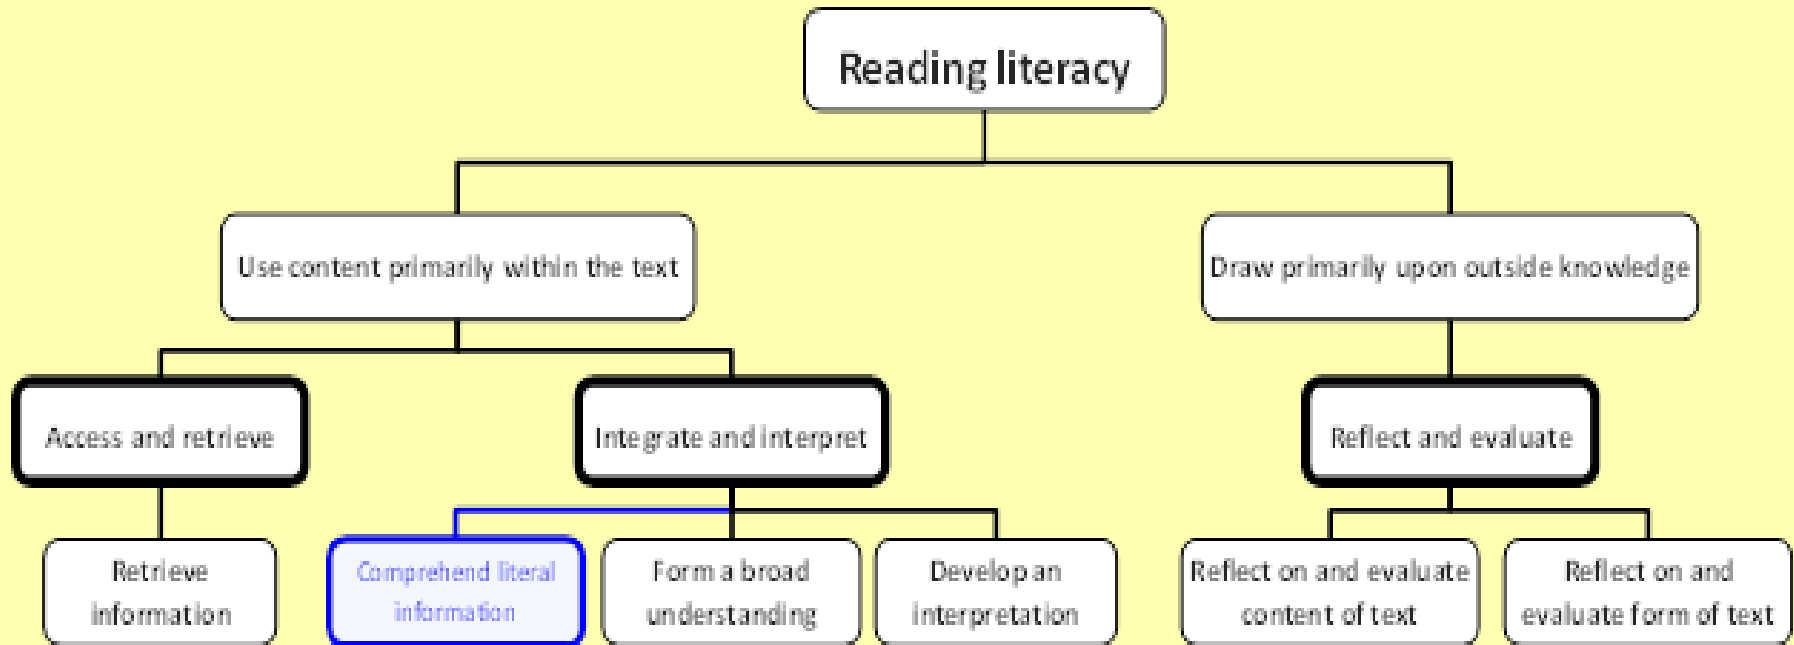 Reading literacy
Use content primarily within the text
Draw primarily upon outside knowledge
Access and retrieve
Integrate and interpret
Reflect and evaluate
Retrieve
information
Comprehend literal
information
Form a broad
understanding
Develop an
interpretation
Reflect on and evaluate
content of text
Reflect on and
evaluate form of text